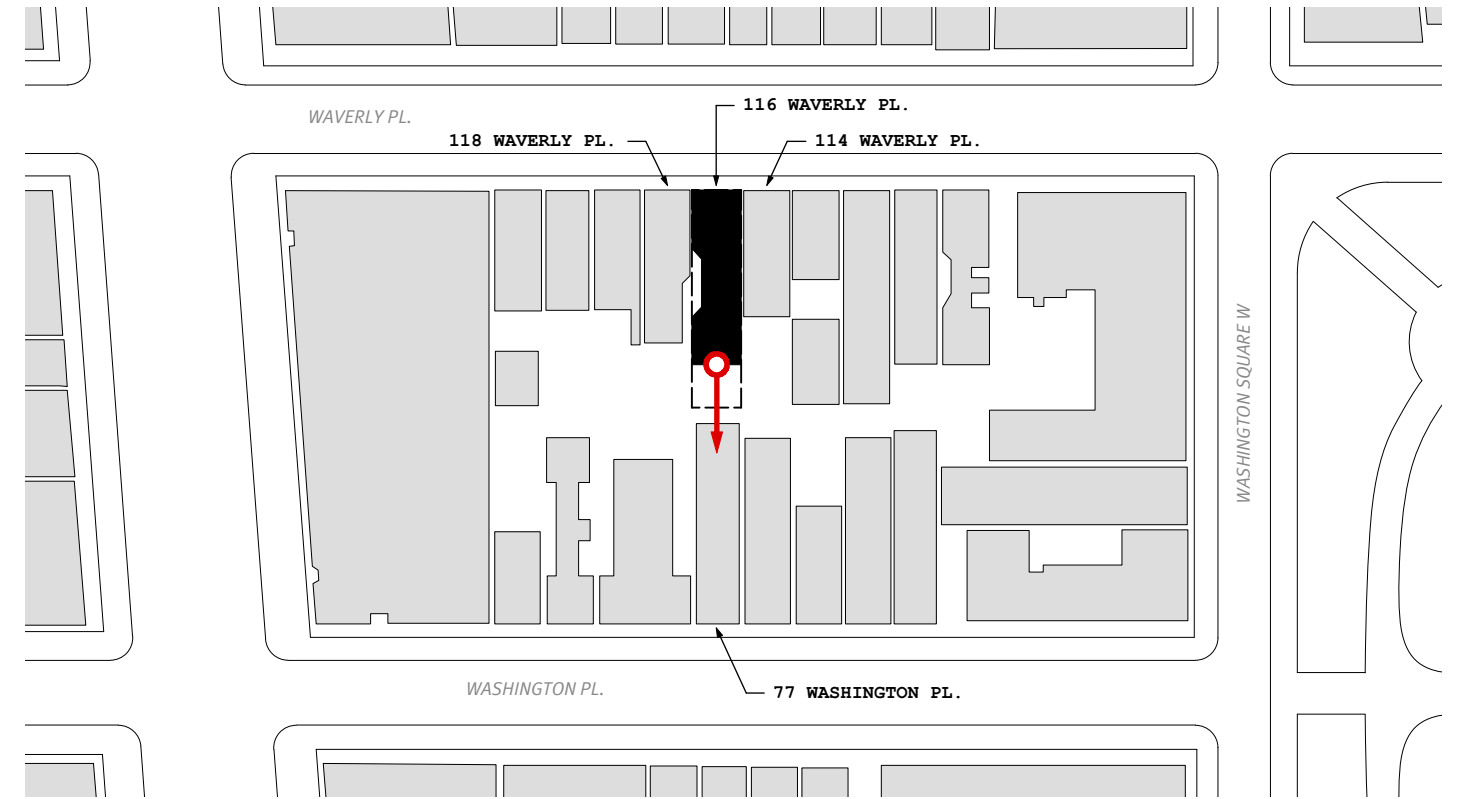 116 WAVERLY PL.
WAVERLY PL.
118 WAVERLY PL.
114 WAVERLY PL.
WASHINGTON SQUARE W
WASHINGTON PL.
77 WASHINGTON PL.